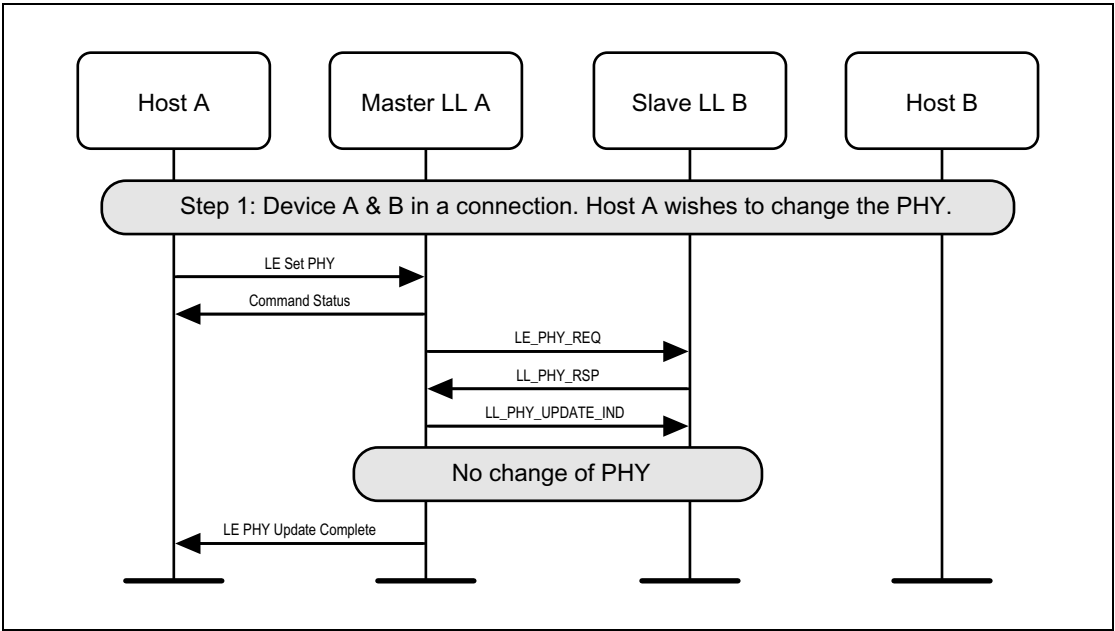 Host A
Master LL A
Slave LL B
Host B
Step 1: Device A & B in a connection. Host A wishes to change the PHY.
LE Set PHY
Command Status
LE_PHY_REQ
LL_PHY_RSP
LL_PHY_UPDATE_IND
No change of PHY
LE PHY Update Complete